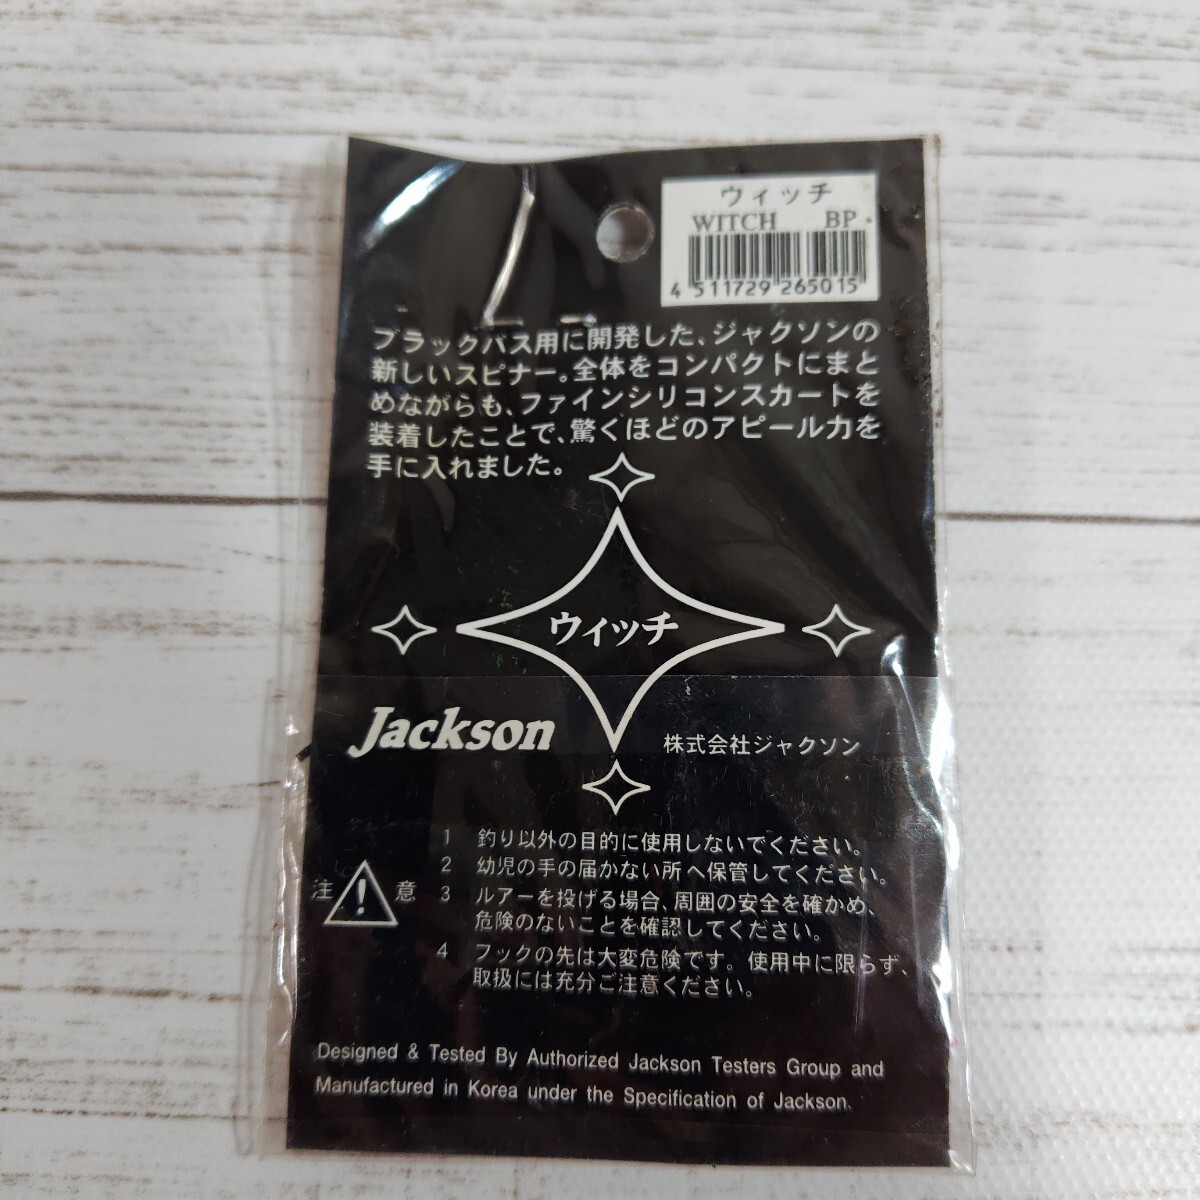 ウィッチ
WITCH BP
4 511729 265015
ブラックバス用に開発した、ジャクソンの
新しいスピナー。全体をコンパクトにまと
めながらも、ファインシリコンスカートを
装着したことで、驚くほどのアピール力を
手に入れました。
ウィッチ
Jackson 株式会社ジャクソン
注意
1 釣り以外の目的に使用しないでください。
2 幼児の手の届かない所へ保管してください。
3 ルアーを投げる場合、周囲の安全を確かめ、
危険のないことを確認してください。
4 フックの先は大変危険です。使用中に限らず、
取扱には充分ご注意ください。
Designed & Tested By Authorized Jackson Testers Group and
Manufactured in Korea under the Specification of Jackson.